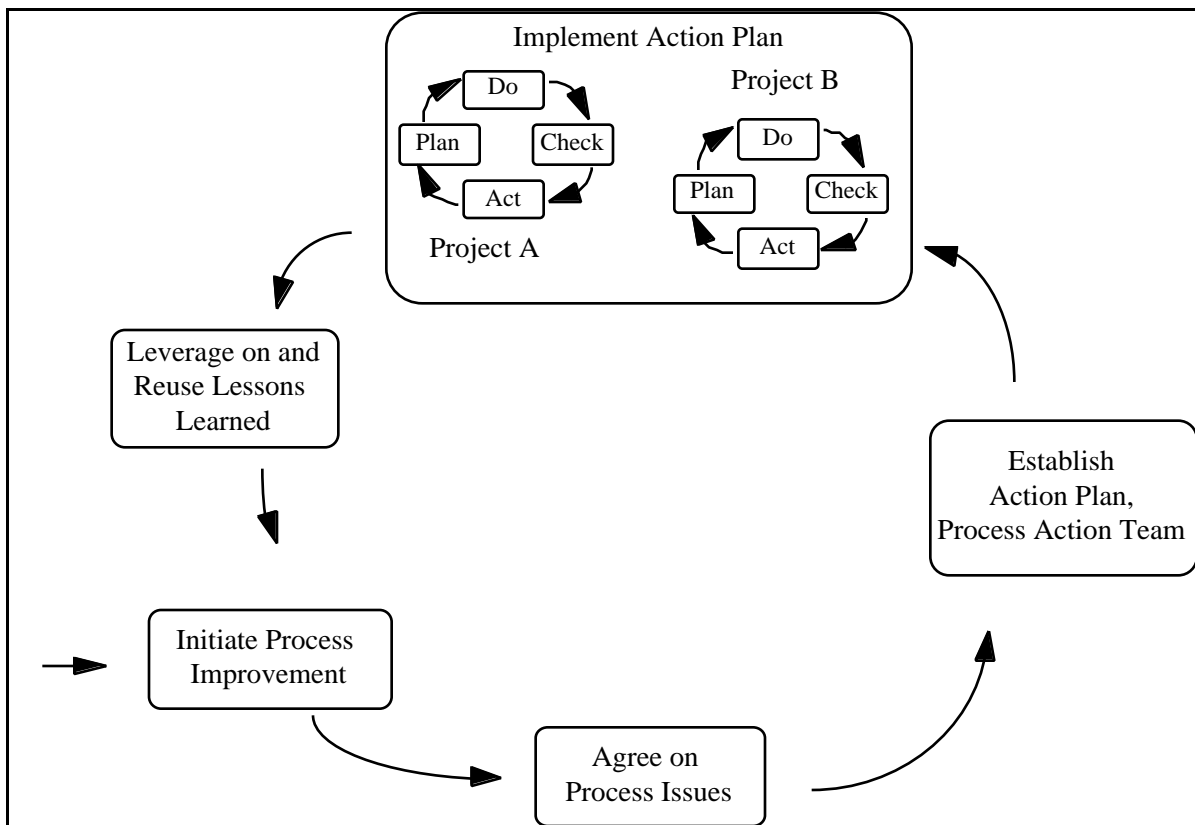 Implement Action Plan
Do
Plan
Check
Act
Project A
Project B
Do
Plan
Check
Act
Leverage on and
Reuse Lessons
Learned
Establish
Action Plan,
Process Action Team
Initiate Process
Improvement
Agree on
Process Issues